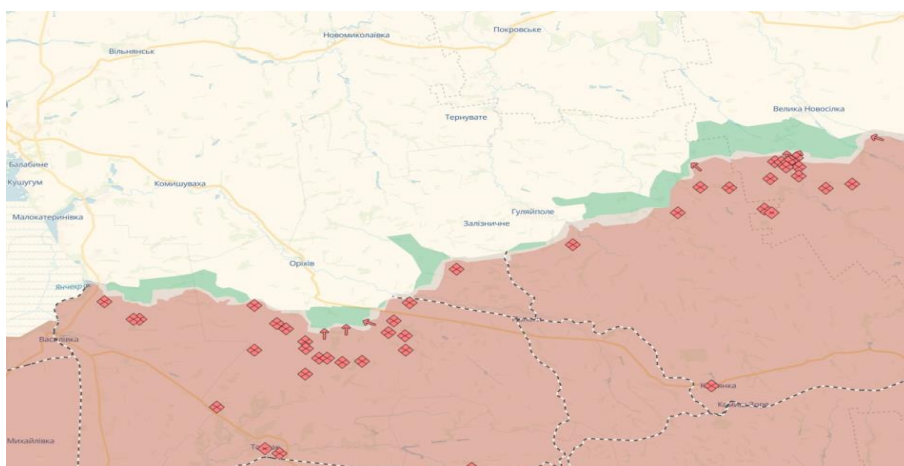 Покровське
Новомиколаївка
Вільнянськ
Велика Новосілка
Тернувате
Балабине
Кушугум
Комишуваха
Гуляйполе
Малокатеринівка
Залізничне
Оріхів
Василівка
Михайлівка